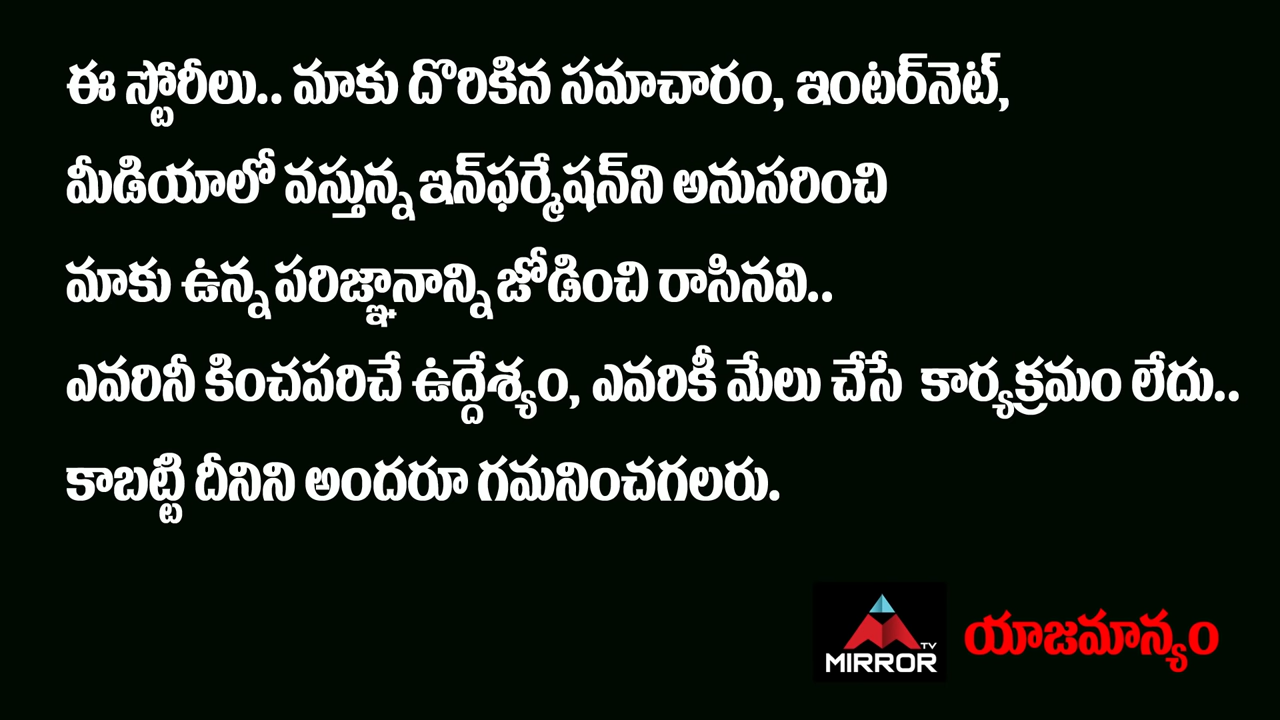 ఈ స్టోరీలు.. మాకు దొరికిన సమాచారం, ఇంటర్‌నెట్,
మీడియాలో వస్తున్న ఇన్‌ఫర్మేషన్‌ని అనుసరించి
మాకు ఉన్న పరిజ్ఞానాన్ని జోడించి రాసినవి..
ఎవరినీ కించపరిచే ఉద్దేశ్యం, ఎవరికీ మేలు చేసే కార్యక్రమం లేదు..
కాబట్టి దీనిని అందరూ గమనించగలరు.
MIRROR TV యాజమాన్యం